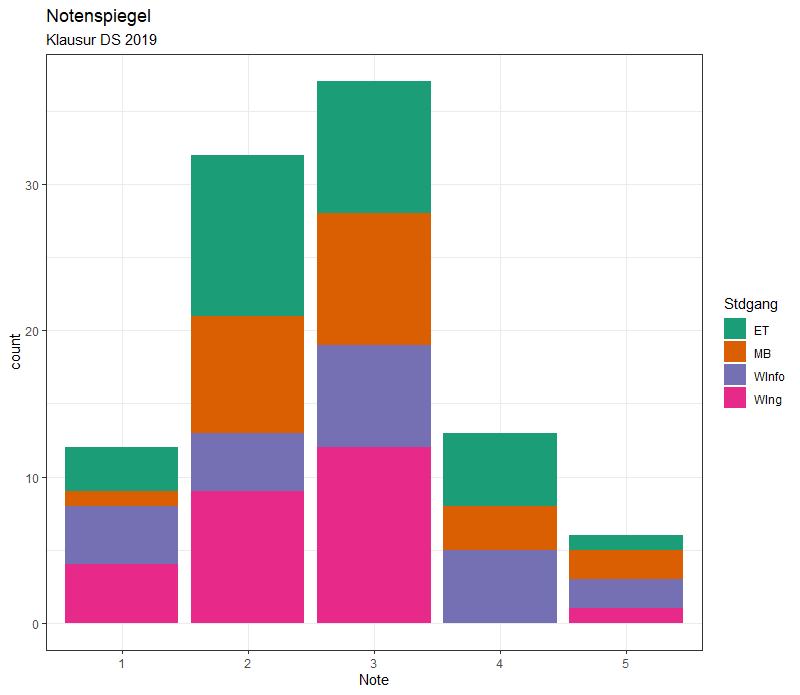 Notenspiegel
Klausur DS 2019
count
30
20
10
0
1 2 3 4 5
Note
Stdgang
ET
MB
WInfo
WIng